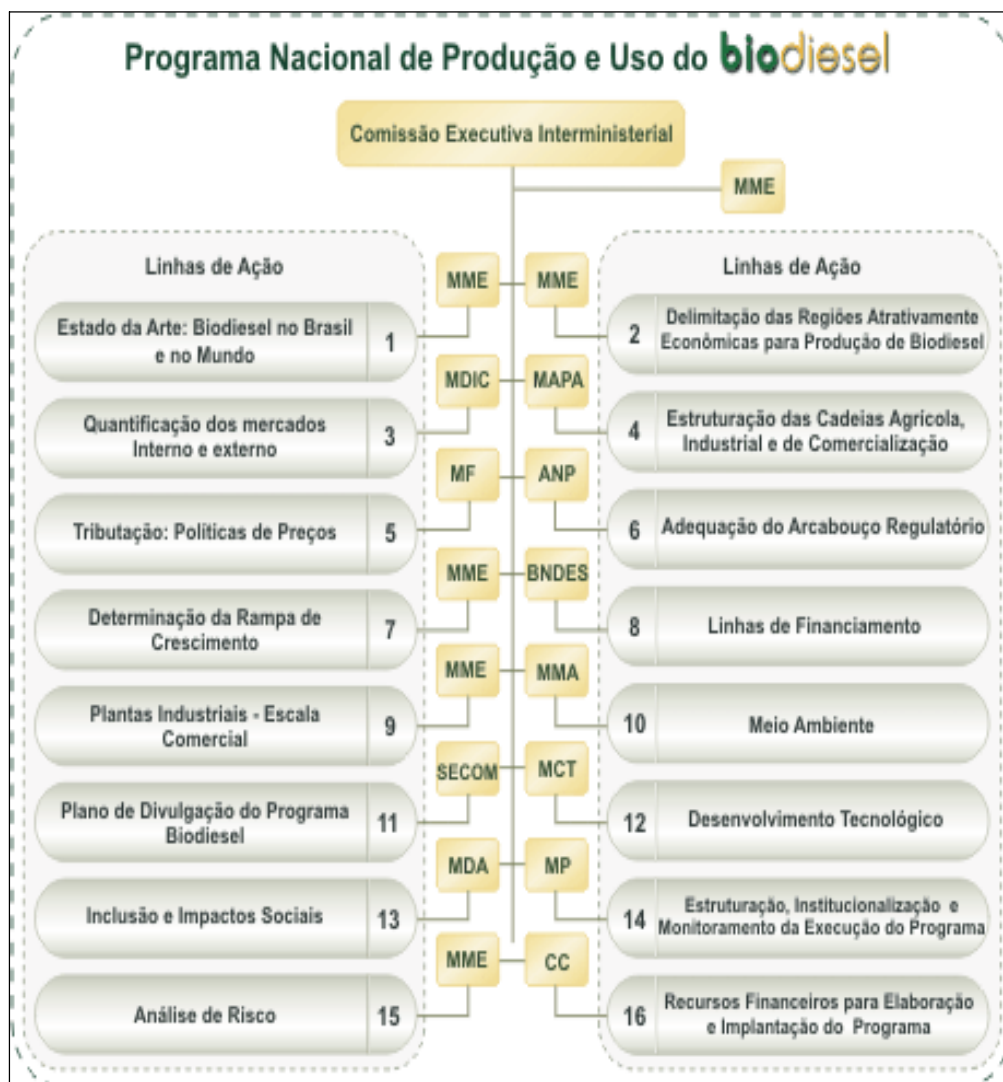 Programa Nacional de Produção e Uso do biodiesel
Comissão Executiva Interministerial
MME
Linhas de Ação
Linhas de Ação
MME
MME
Estado da Arte: Biodiesel no Brasil
e no Mundo
1
2
Delimitação das Regiões Atrativamente
Econômicas para Produção de Biodiesel
MDIC
MAPA
Quantificação dos mercados
Interno e externo
3
4
Estruturação das Cadeias Agrícola,
Industrial e de Comercialização
MF
ANP
Tributação: Políticas de Preços
5
6
Adequação do Arcabouço Regulatório
MME
BNDES
Determinação da Rampa de
Crescimento
7
8
Linhas de Financiamento
MME
MMA
Plantas Industriais - Escala
Comercial
9
10
Meio Ambiente
SECOM
MCT
Plano de Divulgação do Programa
Biodiesel
11
12
Desenvolvimento Tecnológico
MDA
MP
Inclusão e Impactos Sociais
13
14
Estruturação, Institucionalização e
Monitoramento da Execução do Programa
MME
CC
Análise de Risco
15
16
Recursos Financeiros para Elaboração
e Implantação do Programa